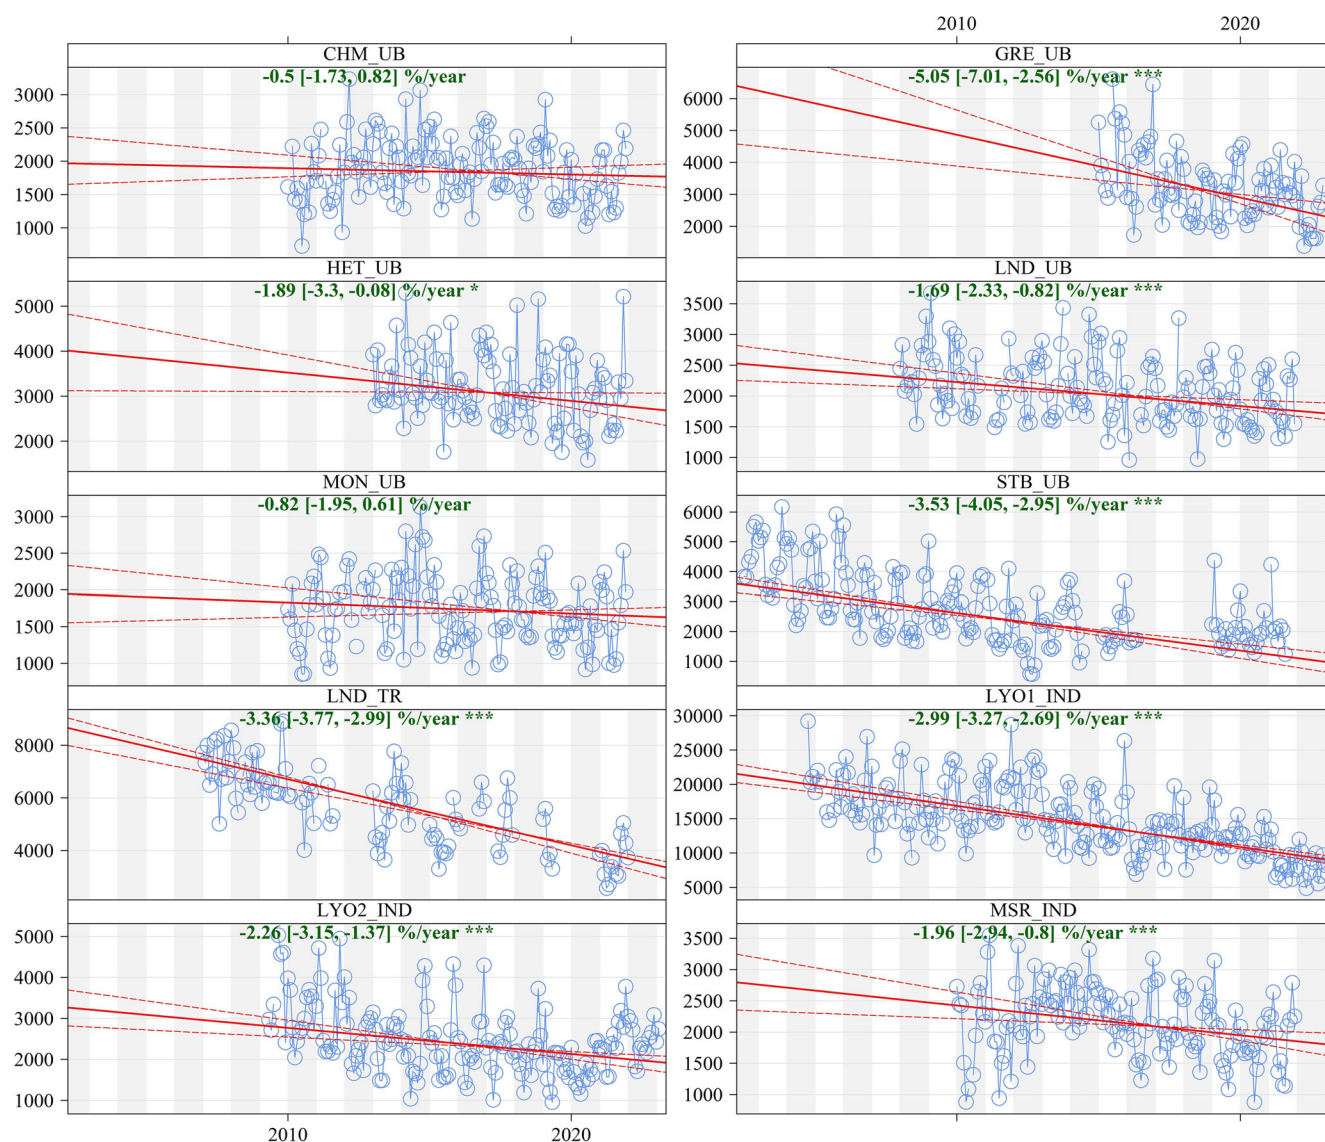 2010 2020
CHM_UB
-0.5 [-1.73, 0.82] %/year
3000
2500
2000
1500
1000
GRE_UB
-5.05 [-7.01, -2.56] %/year ***
6000
5000
4000
3000
2000
HET_UB
-1.89 [-3.3, -0.08] %/year *
5000
4000
3000
2000
LND_UB
-1.69 [-2.33, -0.82] %/year ***
3500
3000
2500
2000
1500
1000
MON_UB
-0.82 [-1.95, 0.61] %/year
3000
2500
2000
1500
1000
STB_UB
-3.53 [-4.05, -2.95] %/year ***
6000
5000
4000
3000
2000
1000
LND_TR
-3.36 [-3.77, -2.99] %/year ***
8000
6000
4000
LYO1_IND
-2.99 [-3.27, -2.69] %/year ***
30000
25000
20000
15000
10000
5000
LYO2_IND
-2.26 [-3.15, -1.37] %/year ***
5000
4000
3000
2000
1000
MSR_IND
-1.96 [-2.94, -0.8] %/year ***
3500
3000
2500
2000
1500
1000
2010 2020